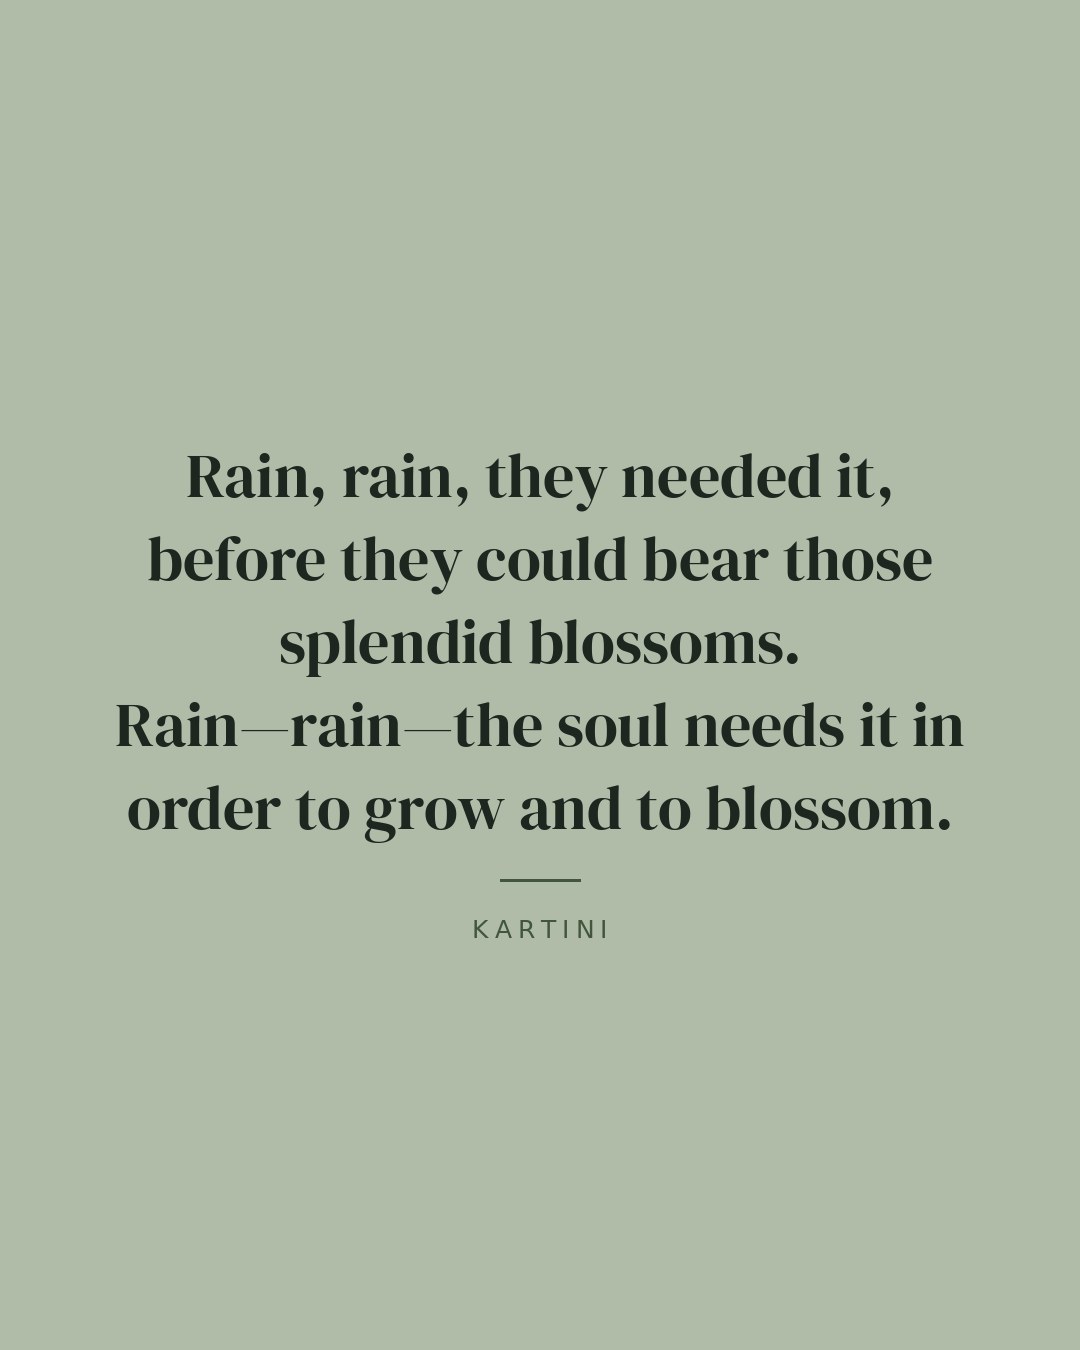 Rain, rain, they needed it,
before they could bear those
splendid blossoms.
Rain—rain—the soul needs it in
order to grow and to blossom.
KARTINI